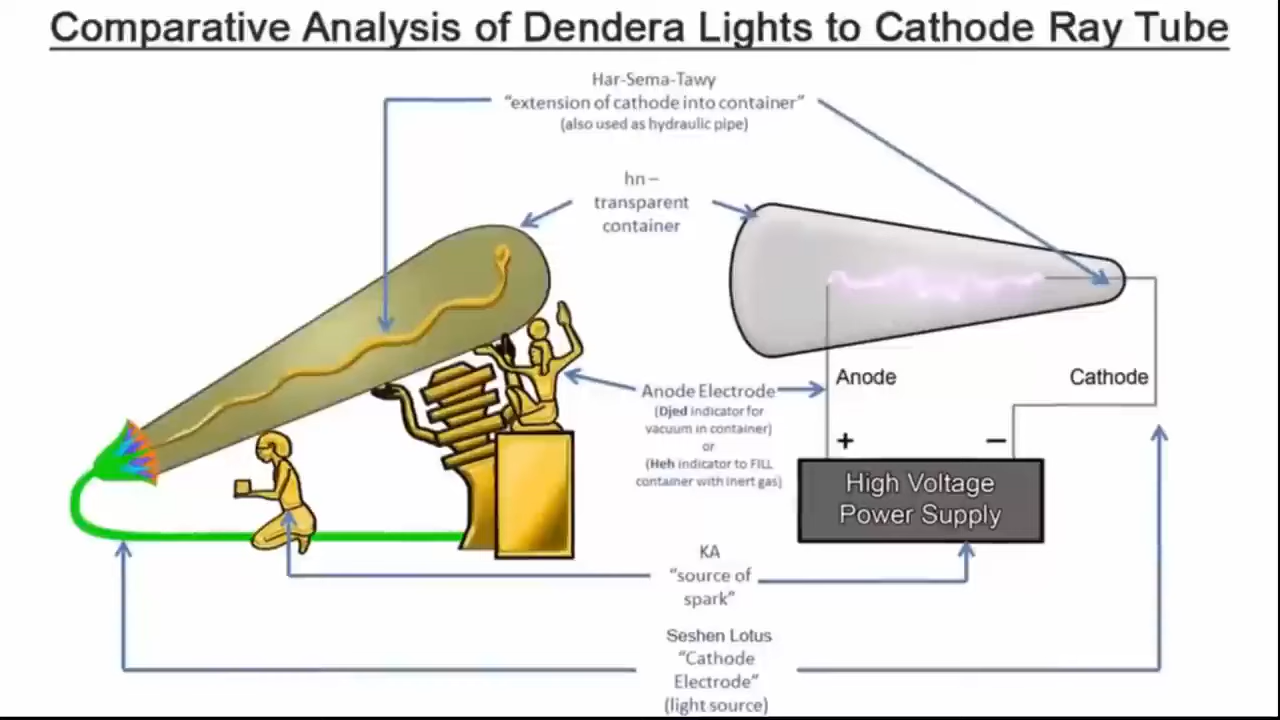 Comparative Analysis of Dendera Lights to Cathode Ray Tube
Har-Sema-Tawy
"extension of cathode into container"
(also used as hydraulic pipe)
hn –
transparent
container
Anode Electrode
(Djed indicator for
vacuum in container)
or
(Heh indicator to FILL
container with inert gas)
Anode
Cathode
+
–
High Voltage
Power Supply
KA
"source of
spark"
Seshen Lotus
"Cathode
Electrode"
(light source)